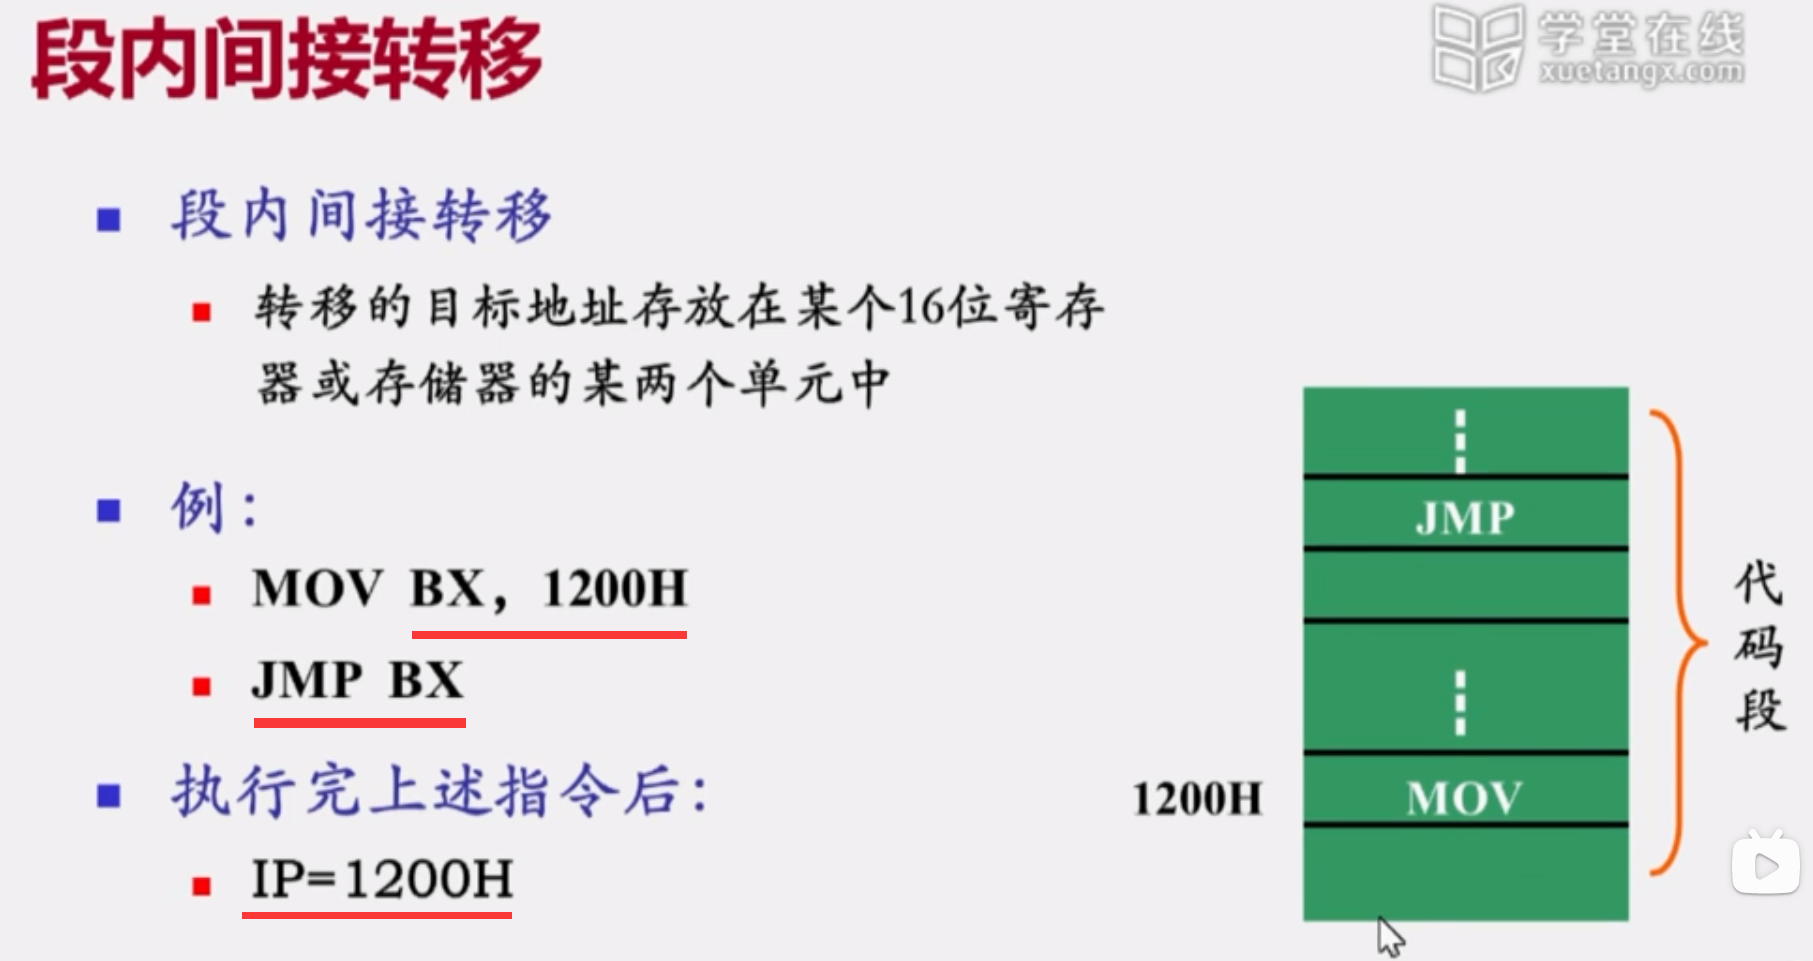 段内间接转移
学堂在线
xuetangx.com
段内间接转移
转移的目标地址存放在某个16位寄存
器或存储器的某两个单元中
例：
MOV BX，1200H
JMP BX
执行完上述指令后：
IP=1200H
JMP
1200H
MOV
代码段